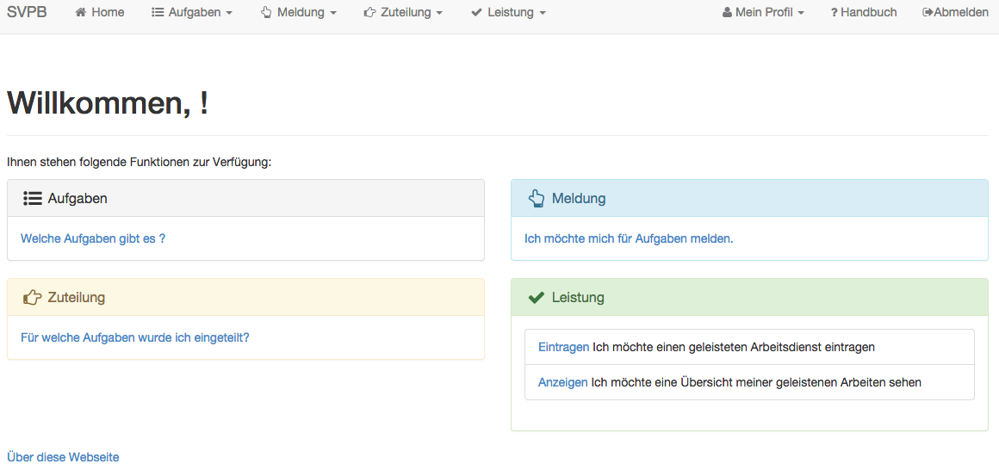 SVPB Home Aufgaben Meldung Zuteilung Leistung Mein Profil ? Handbuch Abmelden
Willkommen, !
Ihnen stehen folgende Funktionen zur Verfügung:
Aufgaben
Welche Aufgaben gibt es ?
Meldung
Ich möchte mich für Aufgaben melden.
Zuteilung
Für welche Aufgaben wurde ich eingeteilt?
Leistung
Eintragen Ich möchte einen geleisteten Arbeitsdienst eintragen
Anzeigen Ich möchte eine Übersicht meiner geleistenen Arbeiten sehen
Über diese Webseite